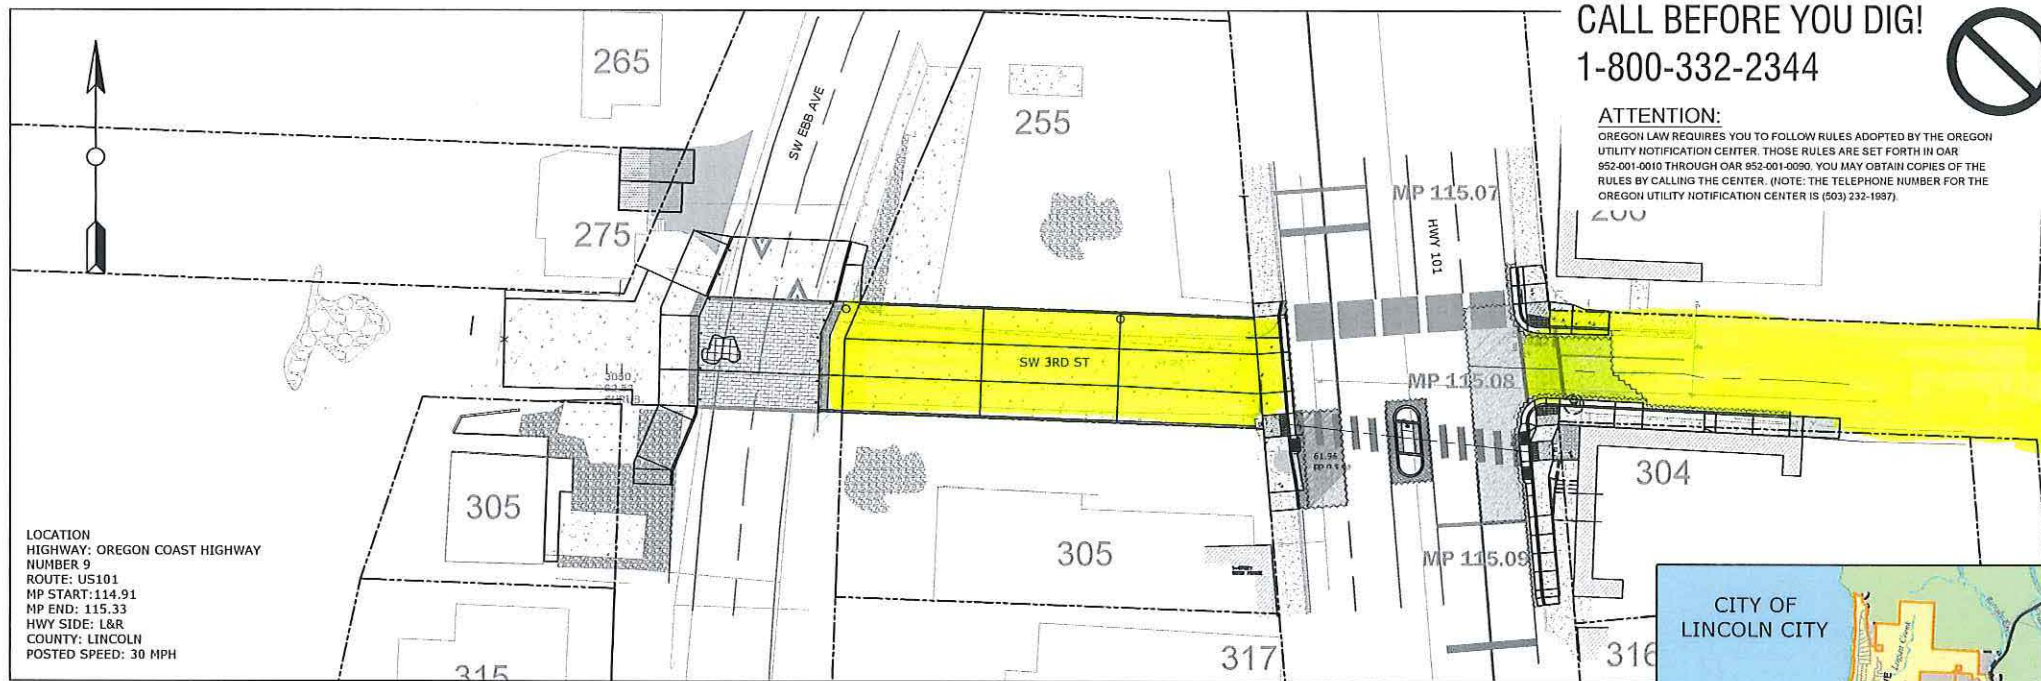 CALL BEFORE YOU DIG!
1-800-332-2344
ATTENTION:
OREGON LAW REQUIRES YOU TO FOLLOW RULES ADOPTED BY THE OREGON
UTILITY NOTIFICATION CENTER. THOSE RULES ARE SET FORTH IN OAR
952-001-0010 THROUGH OAR 952-001-0090. YOU MAY OBTAIN COPIES OF THE
RULES BY CALLING THE CENTER. (NOTE: THE TELEPHONE NUMBER FOR THE
OREGON UTILITY NOTIFICATION CENTER IS (503) 232-1987).
265
SW EBB AVE
255
275
MP 115.07
HWY 101
SW 3RD ST
MP 115.08
3050
61.96
304
305
305
MP 115.09
317
316
315
LOCATION
HIGHWAY: OREGON COAST HIGHWAY
NUMBER 9
ROUTE: US101
MP START:114.91
MP END: 115.33
HWY SIDE: L&R
COUNTY: LINCOLN
POSTED SPEED: 30 MPH
CITY OF
LINCOLN CITY
Logan Creek